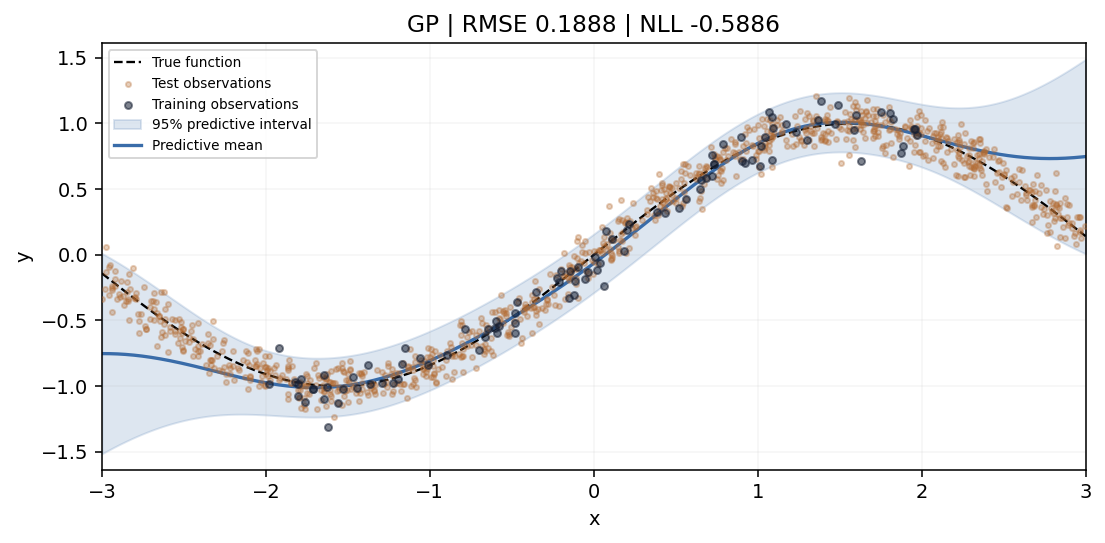 GP | RMSE 0.1888 | NLL -0.5886
True function
Test observations
Training observations
95% predictive interval
Predictive mean
y
1.5
1.0
0.5
0.0
−0.5
−1.0
−1.5
−3 −2 −1 0 1 2 3
x